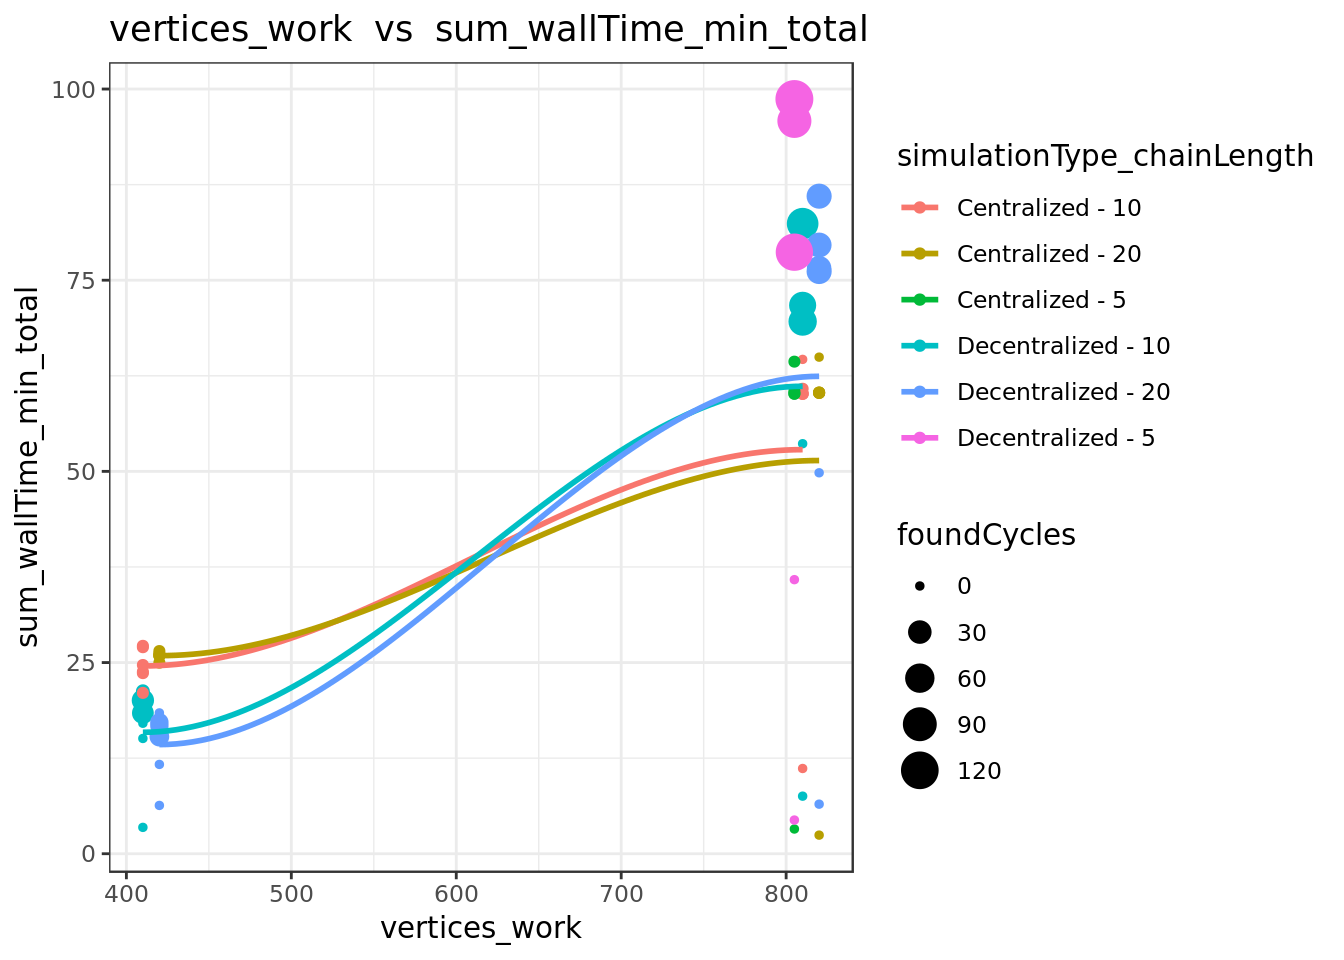 vertices_work vs sum_wallTime_min_total
sum_wallTime_min_total
100
75
50
25
0
400 500 600 700 800
vertices_work
simulationType_chainLength
Centralized - 10
Centralized - 20
Centralized - 5
Decentralized - 10
Decentralized - 20
Decentralized - 5
foundCycles
0
30
60
90
120